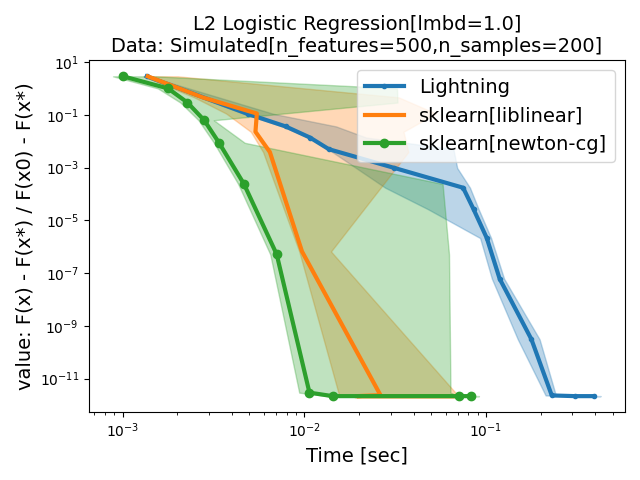 L2 Logistic Regression[lmbd=1.0]
Data: Simulated[n_features=500,n_samples=200]
value: F(x) - F(x*) / F(x0) - F(x*)
10¹
10⁻¹
10⁻³
10⁻⁵
10⁻⁷
10⁻⁹
10⁻¹¹
Lightning
sklearn[liblinear]
sklearn[newton-cg]
10⁻³
10⁻²
10⁻¹
Time [sec]